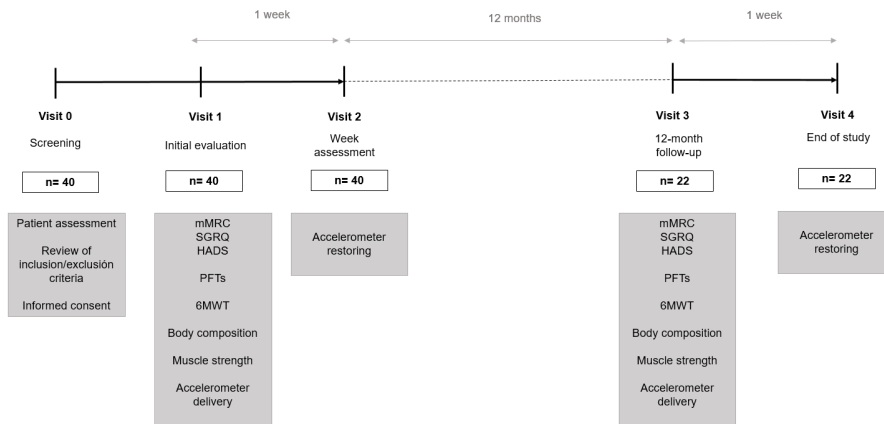 1 week
12 months
1 week
Visit 0
Screening
n= 40
Patient assessment
Review of
inclusion/exclusión
criteria
Informed consent
Visit 1
Initial evaluation
n= 40
mMRC
SGRQ
HADS
PFTs
6MWT
Body composition
Muscle strength
Accelerometer
delivery
Visit 2
Week
assessment
n= 40
Accelerometer
restoring
Visit 3
12-month
follow-up
n= 22
mMRC
SGRQ
HADS
PFTs
6MWT
Body composition
Muscle strength
Accelerometer
delivery
Visit 4
End of study
n= 22
Accelerometer
restoring